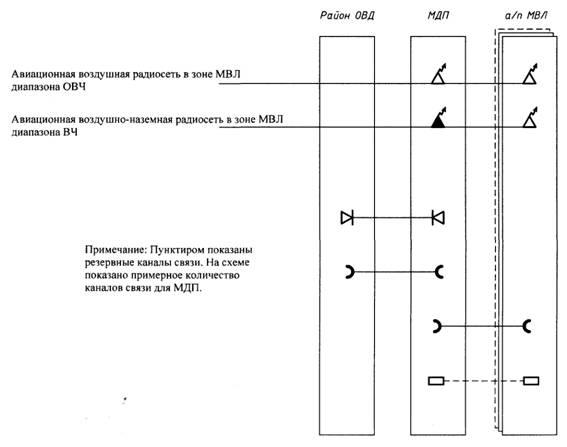 Район ОВД
МДП
а/п МВЛ
Авиационная воздушная радиосеть в зоне МВЛ
диапазона ОВЧ
Авиационная воздушно-наземная радиосеть в зоне МВЛ
диапазона ВЧ
Примечание: Пунктиром показаны
резервные каналы связи. На схеме
показано примерное количество
каналов связи для МДП.